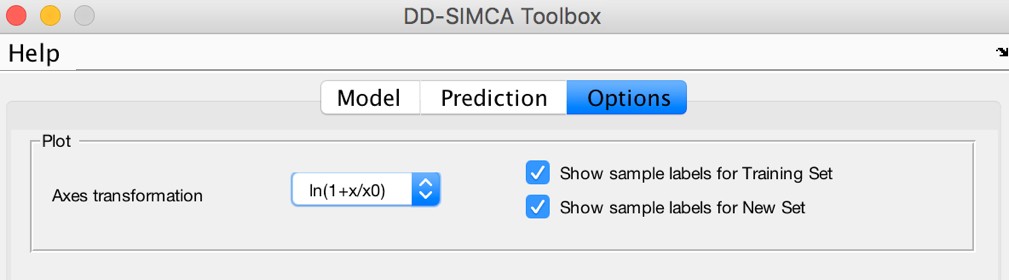 DD-SIMCA Toolbox
Help
Model Prediction Options
Plot
Axes transformation ln(1+x/x0) Show sample labels for Training Set
Show sample labels for New Set